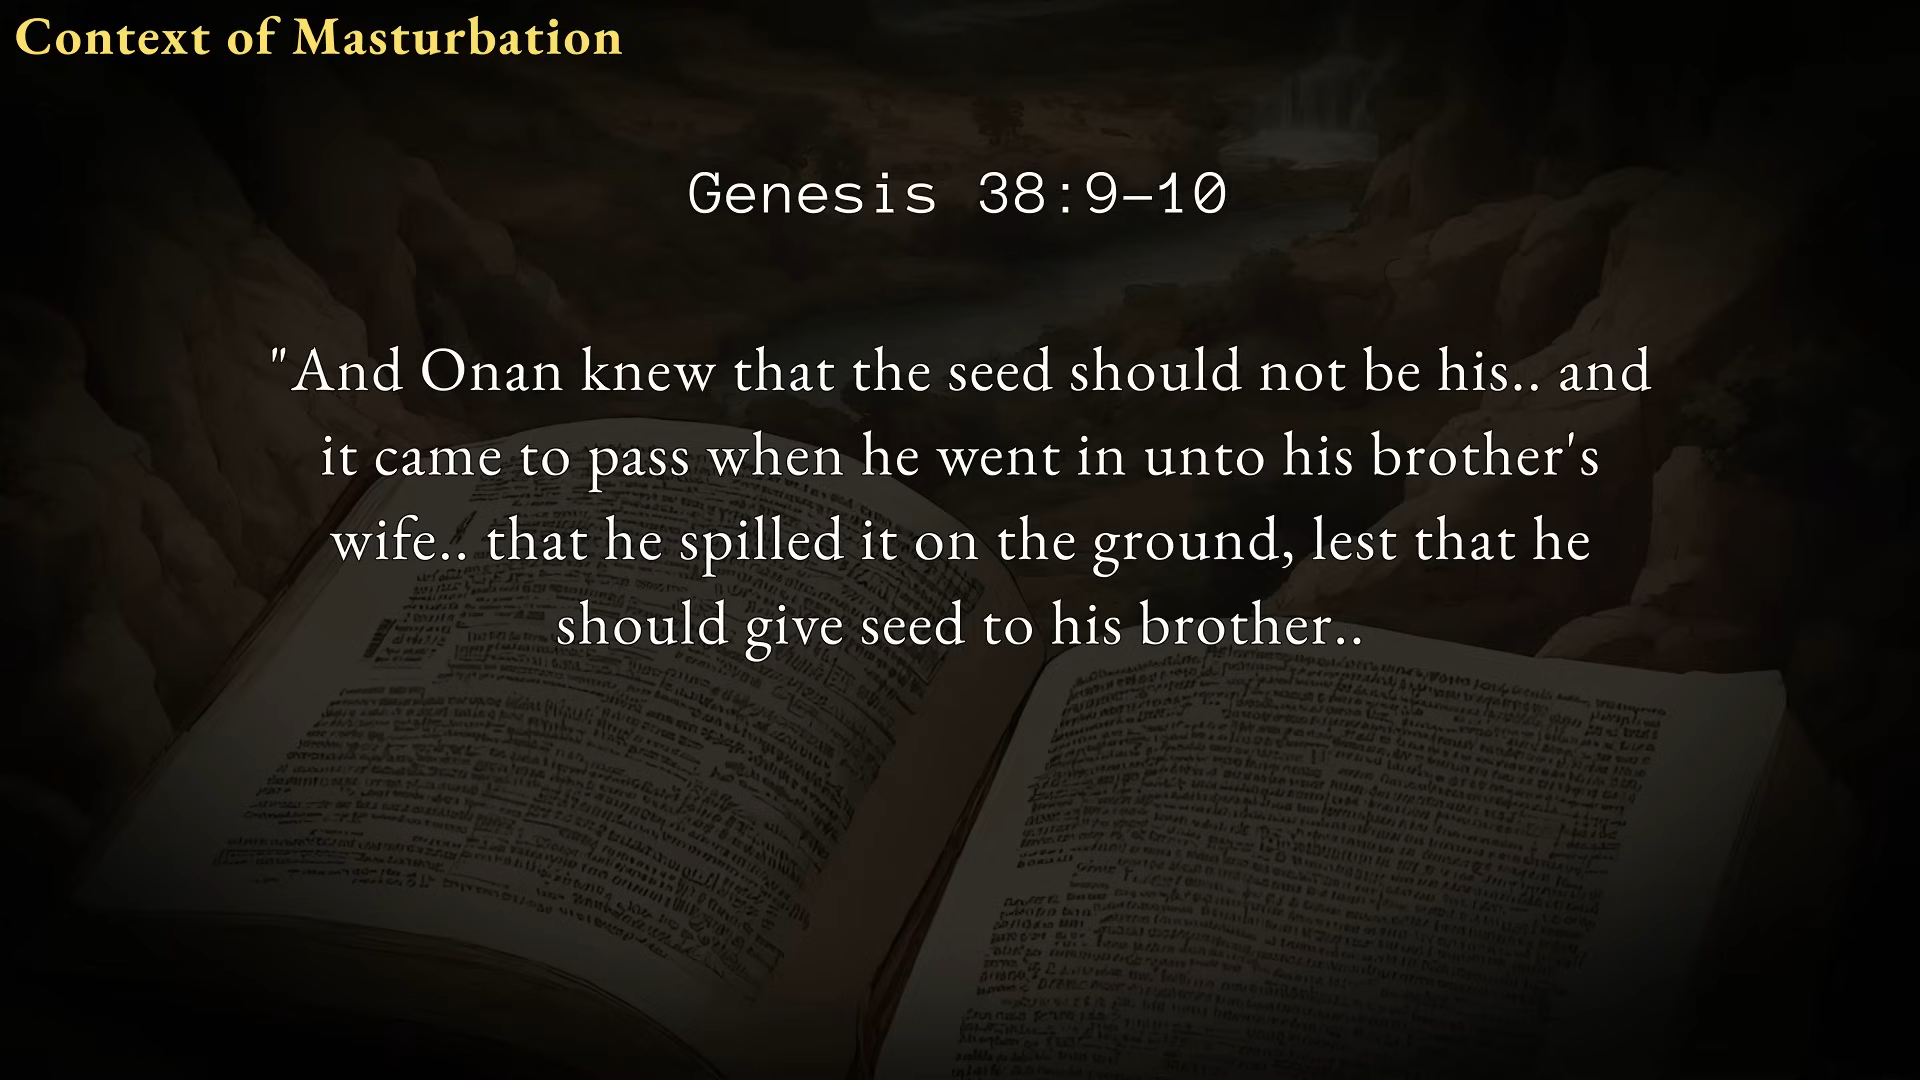 Context of Masturbation
Genesis 38:9–10
"And Onan knew that the seed should not be his.. and
it came to pass when he went in unto his brother's
wife.. that he spilled it on the ground, lest that he
should give seed to his brother..